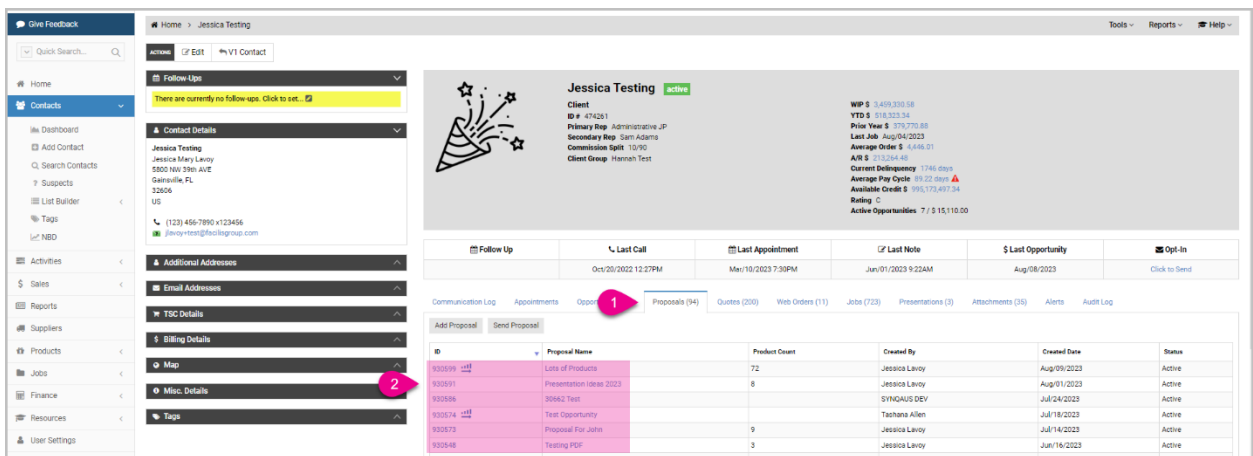 Give Feedback
Home > Jessica Testing
Tools
Reports
Help
Quick Search...
ACTIONS
Edit
V1 Contact
Home
Contacts
Dashboard
Add Contact
Search Contacts
Suspects
List Builder
Tags
NBD
Activities
Sales
Reports
Suppliers
Products
Jobs
Finance
Resources
User Settings
Follow-Ups
There are currently no follow-ups. Click to set...
Contact Details
Jessica Testing
Jessica Mary Lavoy
5800 NW 39th AVE
Gainsville, FL
32606
US
(123) 456-7890 x123456
jlavoy+test@facilisgroup.com
Additional Addresses
Email Addresses
TSC Details
$ Billing Details
Map
Misc. Details
Tags
Jessica Testing active
Client
ID # 474261
Primary Rep Administrative JP
Secondary Rep Sam Adams
Commission Split 10/90
Client Group Hannah Test
WIP $ 3,459,330.58
YTD $ 518,323.34
Prior Year $ 379,770.88
Last Job Aug/04/2023
Average Order $ 4,446.01
A/R $ 213,264.48
Current Delinquency 1746 days
Average Pay Cycle 89.22 days
Available Credit $ 995,173,497.34
Rating C
Active Opportunities 7 / $ 15,110.00
Follow Up Last Call Last Appointment Last Note $ Last Opportunity Opt-In
Oct/20/2022 12:27PM Mar/10/2023 7:30PM Jun/01/2023 9:22AM Aug/08/2023 Click to Send
Communication Log Appointments Oppor 1 Proposals (94) Quotes (200) Web Orders (11) Jobs (723) Presentations (3) Attachments (35) Alerts Audit Log
Add Proposal Send Proposal
ID Proposal Name Product Count Created By Created Date Status
930599 Lots of Products 72 Jessica Lavoy Aug/09/2023 Active
2
930591 Presentation Ideas 2023 8 Jessica Lavoy Aug/01/2023 Active
930586 30662 Test SYNQAUS DEV Jul/24/2023 Active
930574 Test Opportunity Tashana Allen Jul/18/2023 Active
930573 Proposal For John 9 Jessica Lavoy Jul/14/2023 Active
930548 Testing PDF 3 Jessica Lavoy Jun/16/2023 Active